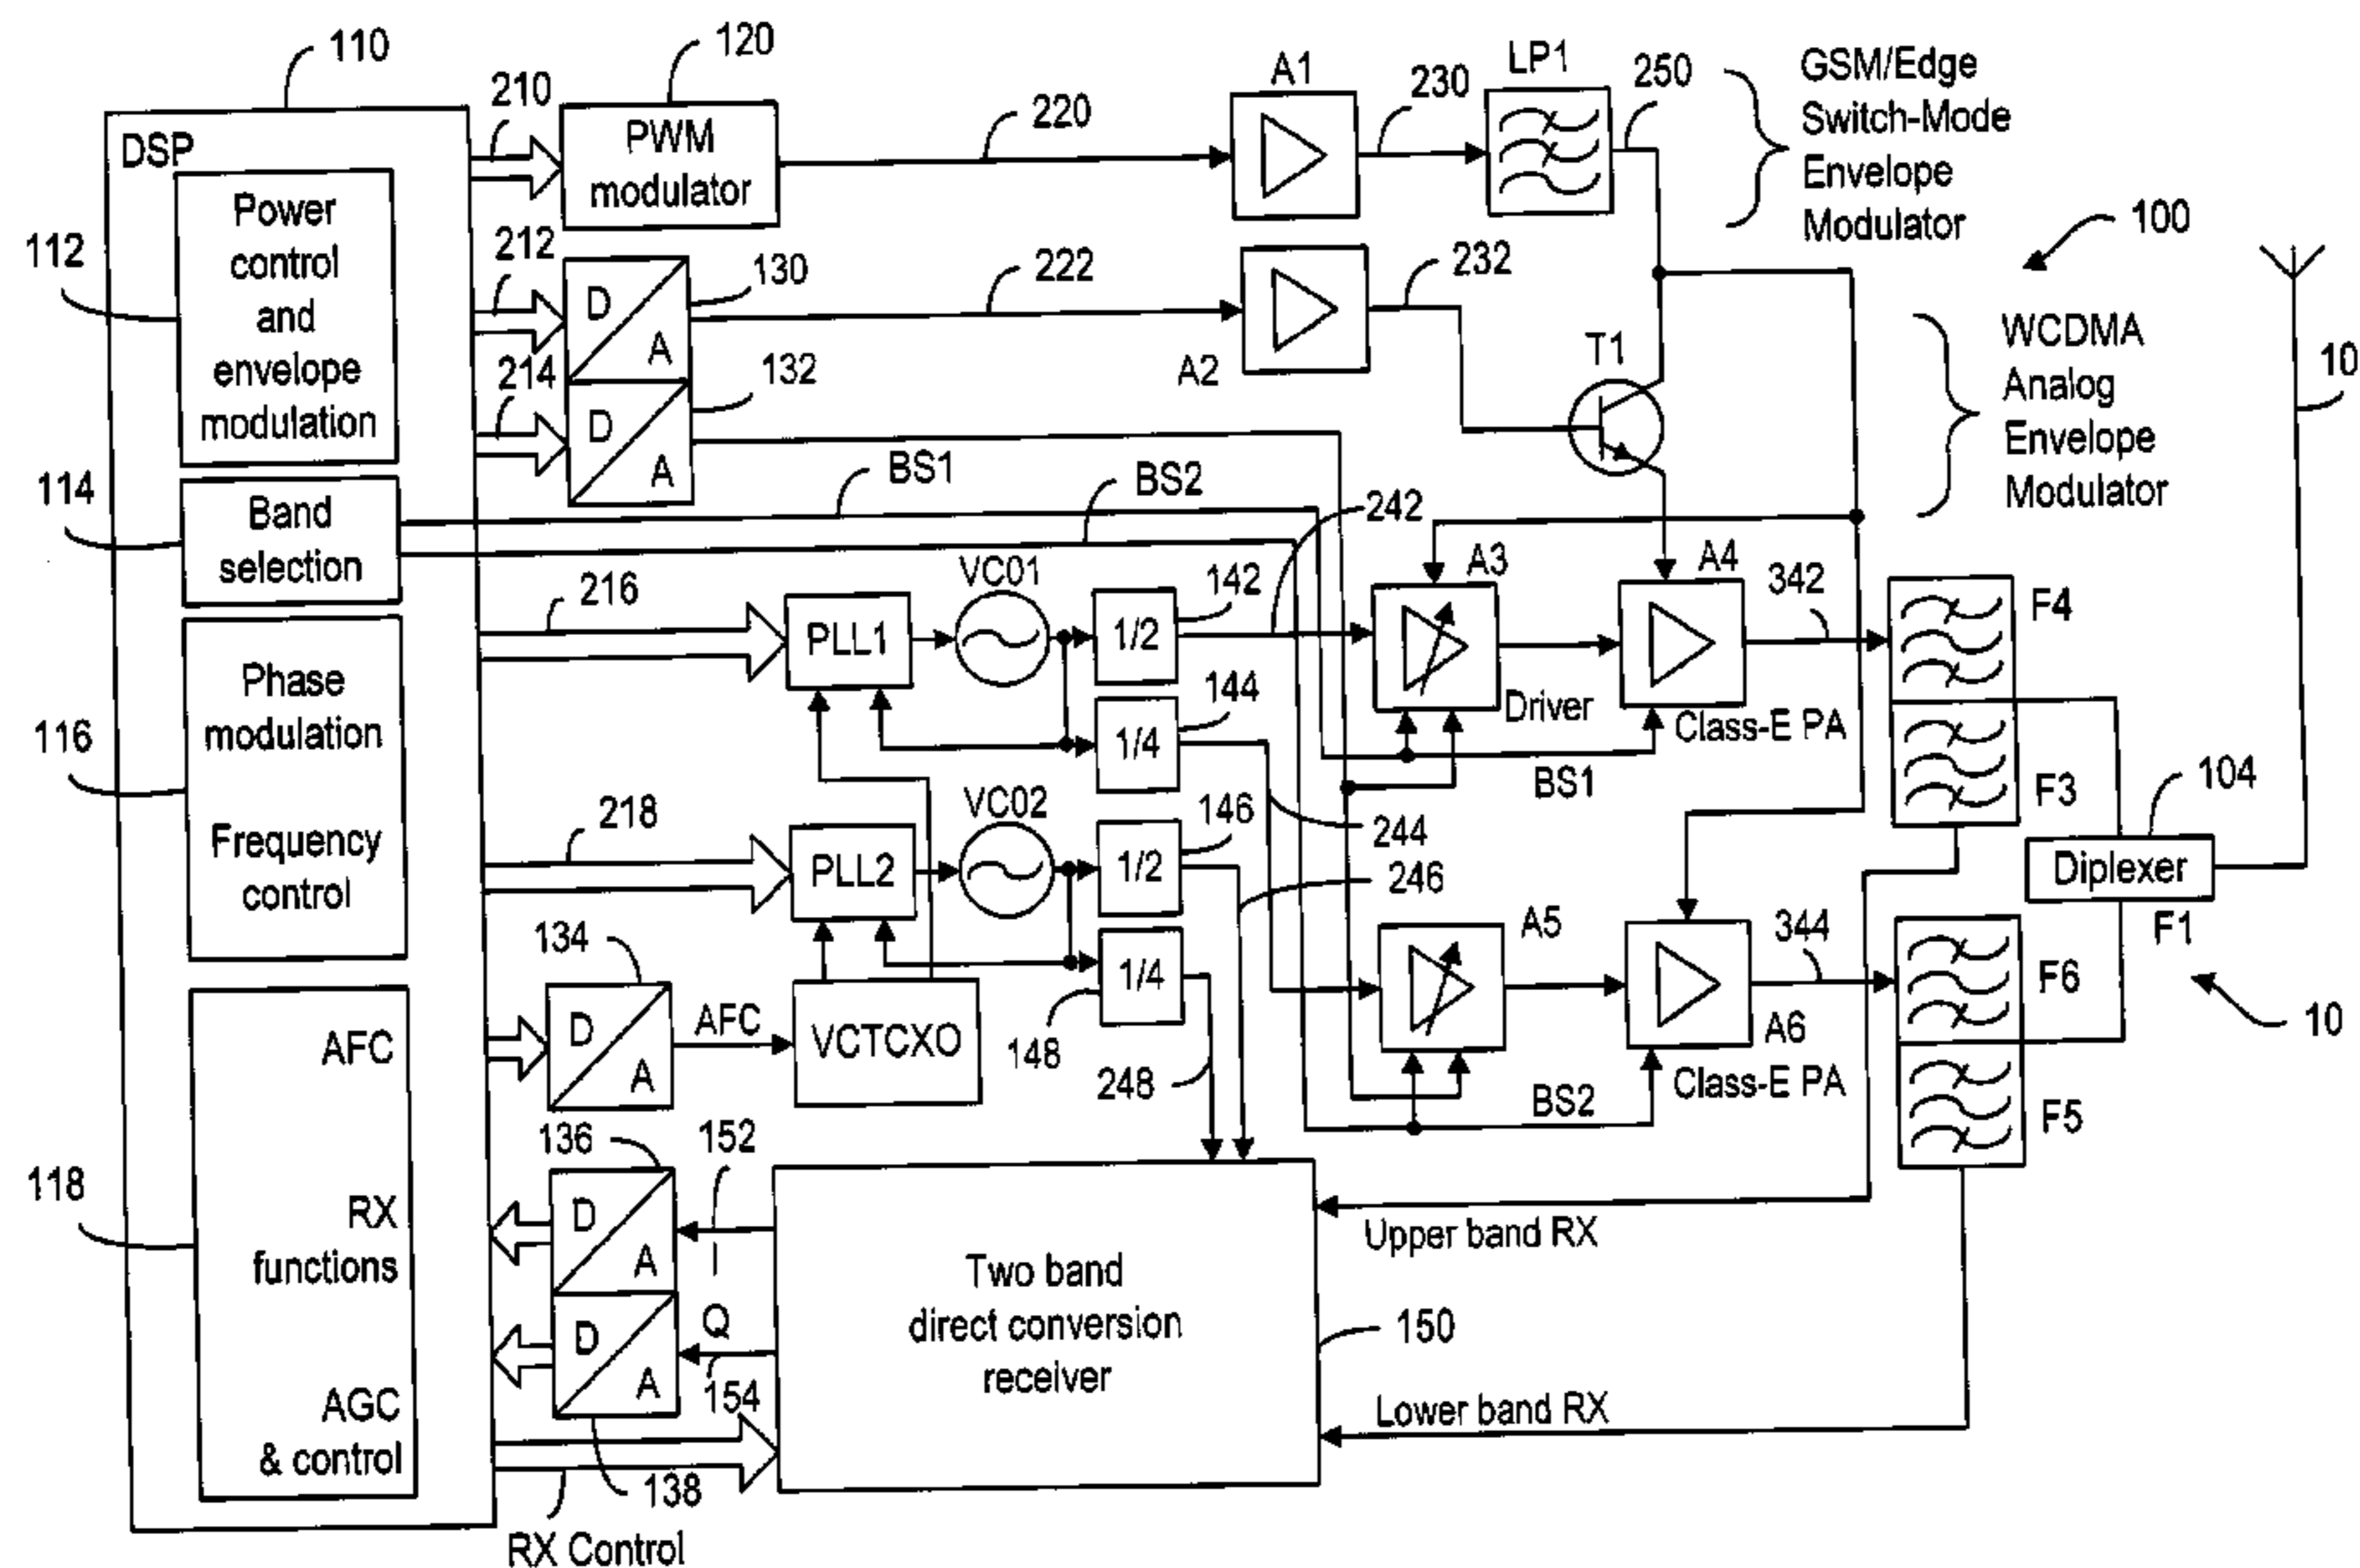 110
120
210
DSP
PWM
modulator
220
A1
230
LP1
250
GSM/Edge
Switch-Mode
Envelope
Modulator
100
112
Power
control
and
envelope
modulation
212
D
A
130
222
A2
232
214
D
A
132
T1
WCDMA
Analog
Envelope
Modulator
10
114
Band
selection
BS1
BS2
242
216
PLL1
VC01
1/2
142
A3
Driver
A4
Class-E PA
342
F4
F3
1/4
144
BS1
116
Phase
modulation
Frequency
control
218
PLL2
VC02
1/2
146
244
246
104
Diplexer
F1
134
D
A
AFC
VCTCXO
1/4
148
248
A5
A6
Class-E PA
344
F6
F5
BS2
10
118
AFC
RX
functions
AGC
& control
136
D
A
152
I
Q
D
A
154
138
RX Control
Two band
direct conversion
receiver
150
Upper band RX
Lower band RX